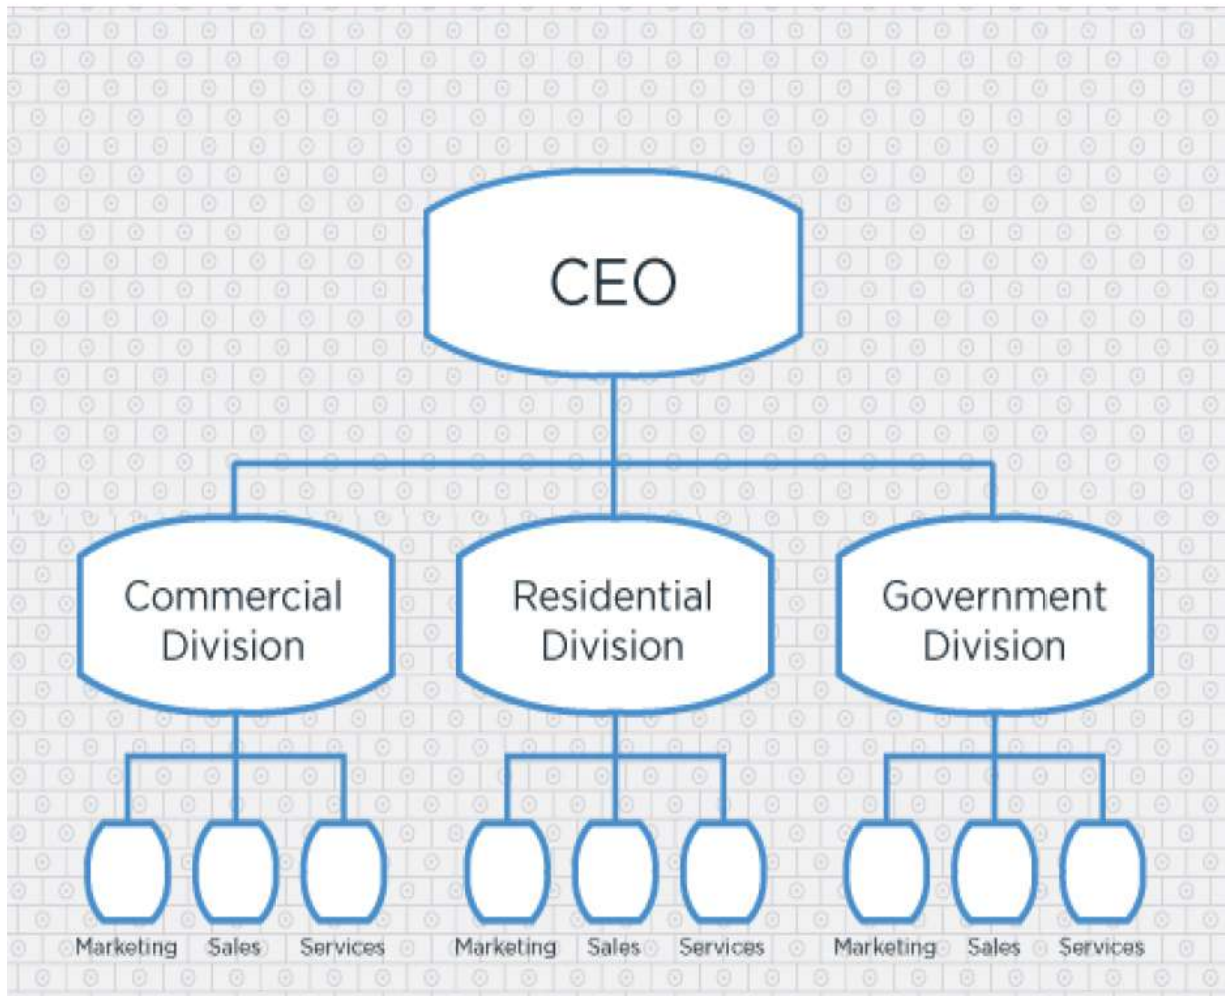 CEO
Commercial
Division
Residential
Division
Government
Division
Marketing Sales Services Marketing Sales Services Marketing Sales Services